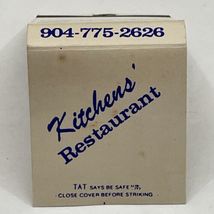 904-775-2626
Kitchens'
Restaurant
TAT SAYS BE SAFE
CLOSE COVER BEFORE STRIKING